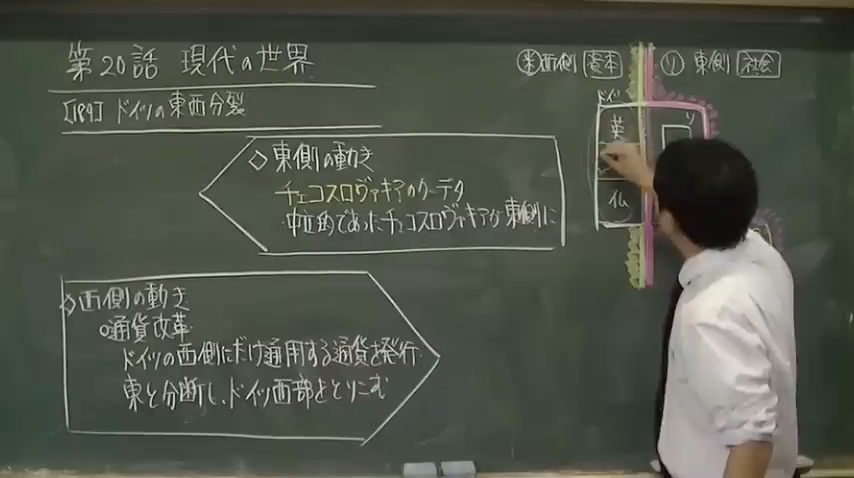 第20話 現代の世界
[184] ドイツの東西分裂
◇東側の動き
チェコスロヴァキアのクーデタ
中立的であったチェコスロヴァキアが東側に
◇西側の動き
○通貨改革
ドイツの西側にだけ通用する通貨を発行
東と分断し、ドイツ西部をとりこむ
米 西側 資本
ソ 東側 社会
ドイツ
英
ソ
仏